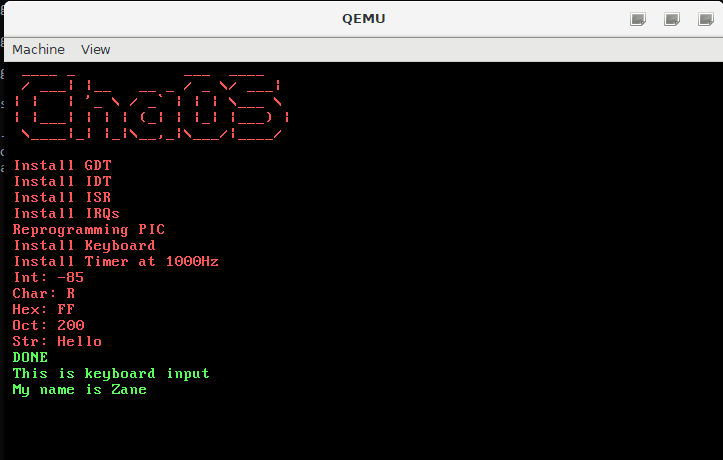 QEMU
Machine View
ChaOS
Install GDT
Install IDT
Install ISR
Install IRQs
Reprogramming PIC
Install Keyboard
Install Timer at 1000Hz
Int: -85
Char: R
Hex: FF
Oct: 200
Str: Hello
DONE
This is keyboard input
My name is Zane